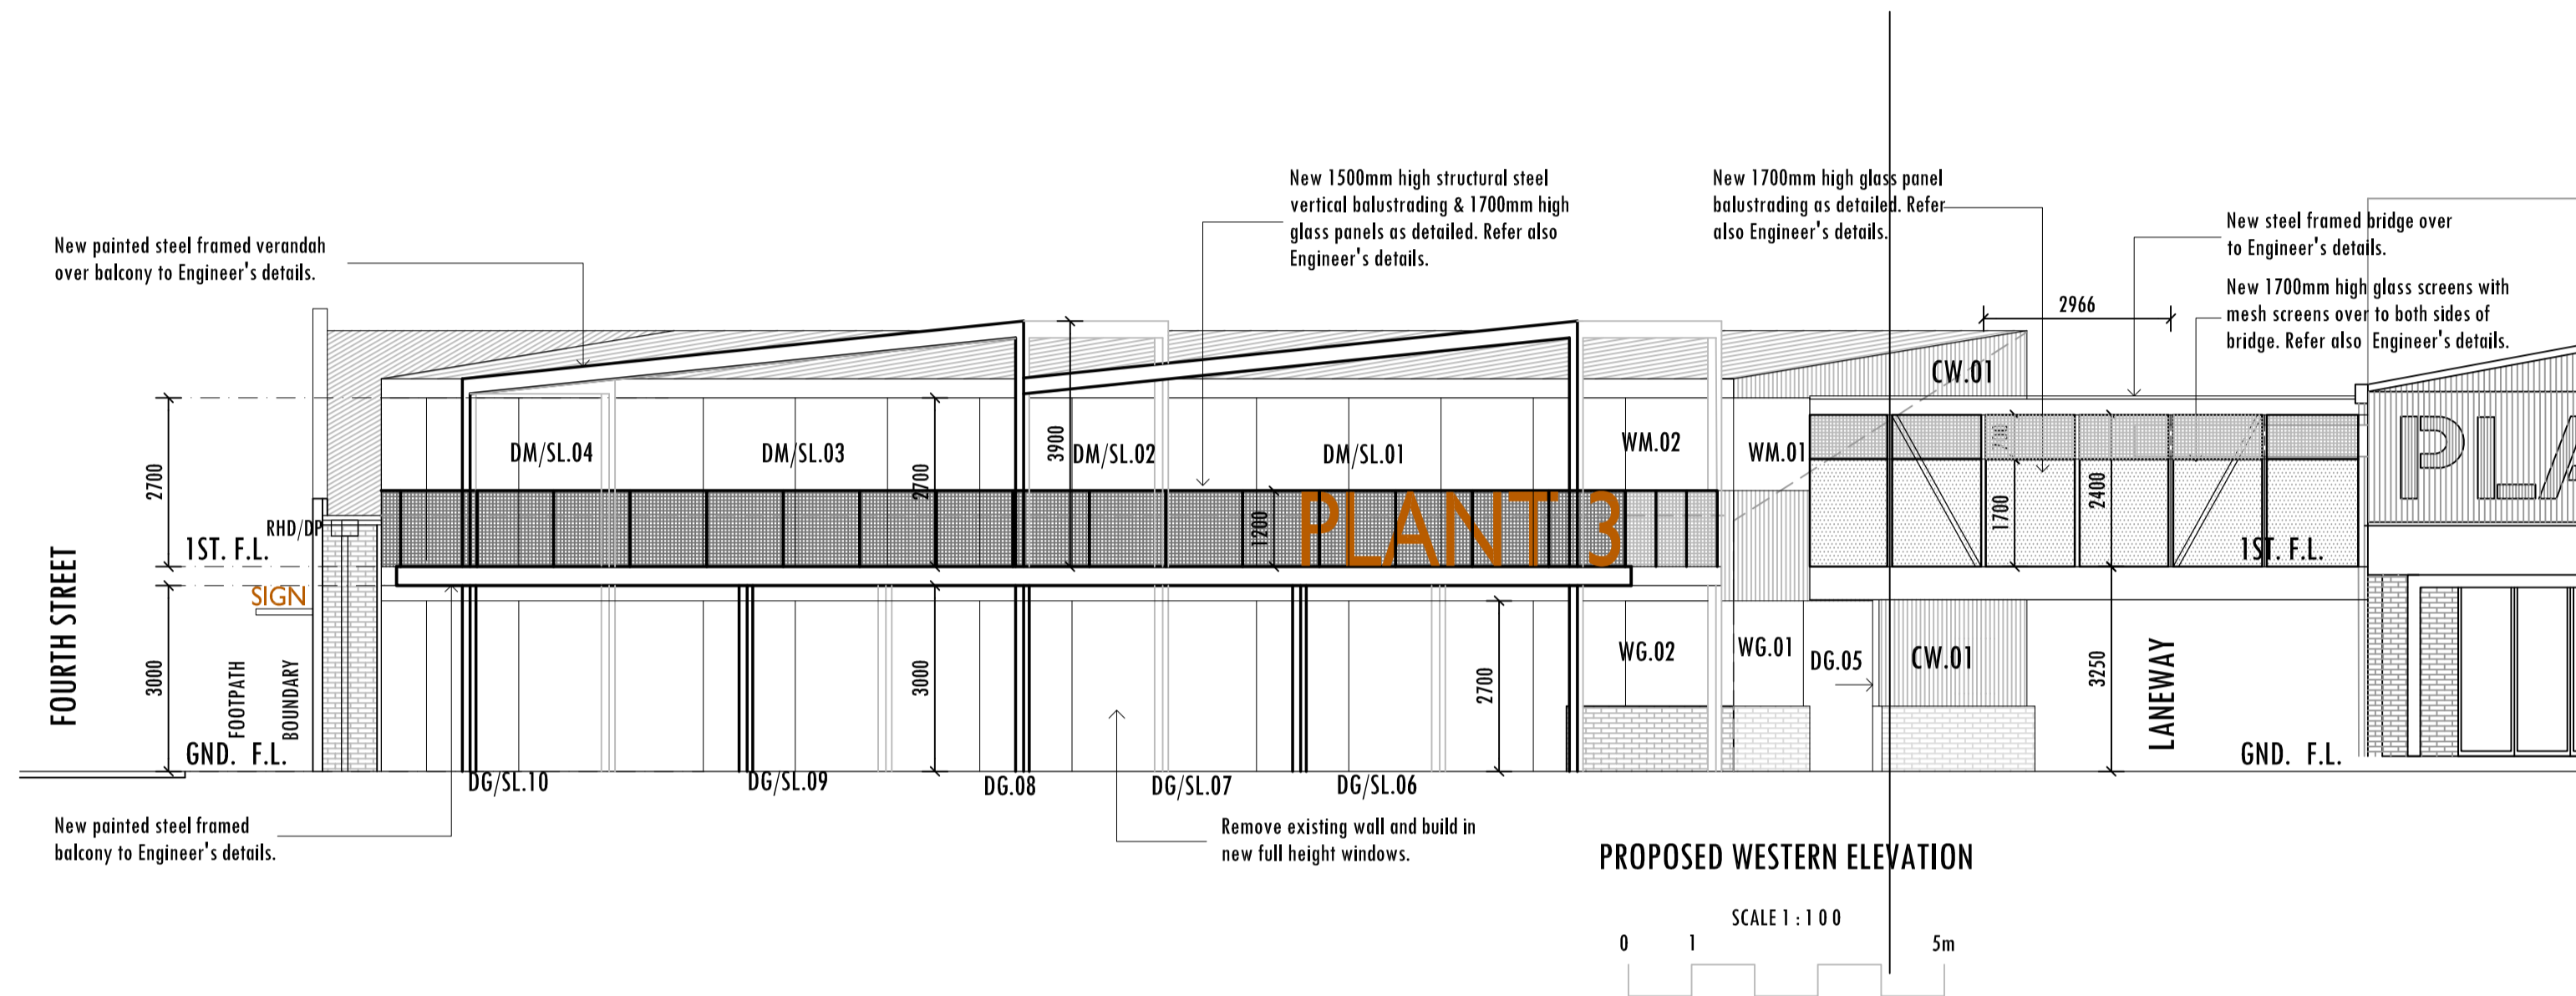 New 1500mm high structural steel
vertical balustrading & 1700mm high
glass panels as detailed. Refer also
Engineer's details.
New 1700mm high glass panel
balustrading as detailed. Refer
also Engineer's details.
New steel framed bridge over
to Engineer's details.
New 1700mm high glass screens with
mesh screens over to both sides of
bridge. Refer also Engineer's details.
New painted steel framed verandah
over balcony to Engineer's details.
2966
CW.01
2700
DM/SL.04
DM/SL.03
2700
3900
DM/SL.02
DM/SL.01
WM.02
WM.01
1700
2400
PLA
RHD/DP
1ST. F.L.
1200
PLANT 3
1ST. F.L.
SIGN
FOURTH STREET
3000
FOOTPATH
BOUNDARY
3000
2700
WG.02
WG.01
DG.05
CW.01
3250
LANEWAY
GND. F.L.
GND. F.L.
DG/SL.10
DG/SL.09
DG.08
DG/SL.07
DG/SL.06
New painted steel framed
balcony to Engineer's details.
Remove existing wall and build in
new full height windows.
PROPOSED WESTERN ELEVATION
SCALE 1 : 1 0 0
0 1 5m